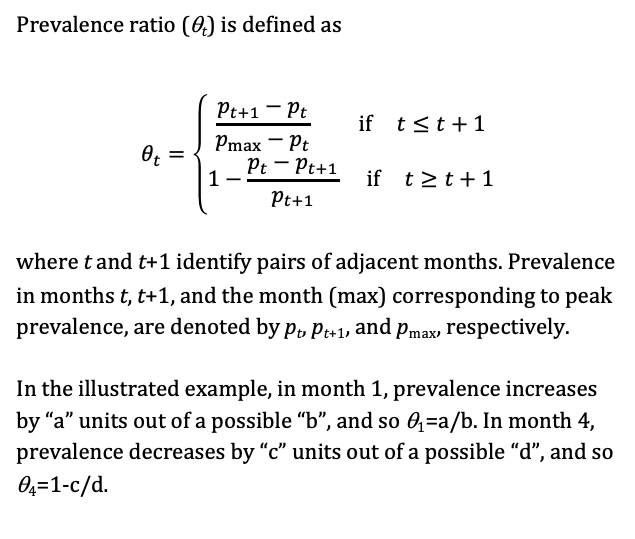 Prevalence ratio (θt) is defined as
θt = { (pt+1 − pt)/(pmax − pt) if t ≤ t + 1
1 − (pt − pt+1)/pt+1 if t ≥ t + 1
where t and t+1 identify pairs of adjacent months. Prevalence
in months t, t+1, and the month (max) corresponding to peak
prevalence, are denoted by pt, pt+1, and pmax, respectively.
In the illustrated example, in month 1, prevalence increases
by “a” units out of a possible “b”, and so θ1=a/b. In month 4,
prevalence decreases by “c” units out of a possible “d”, and so
θ4=1-c/d.